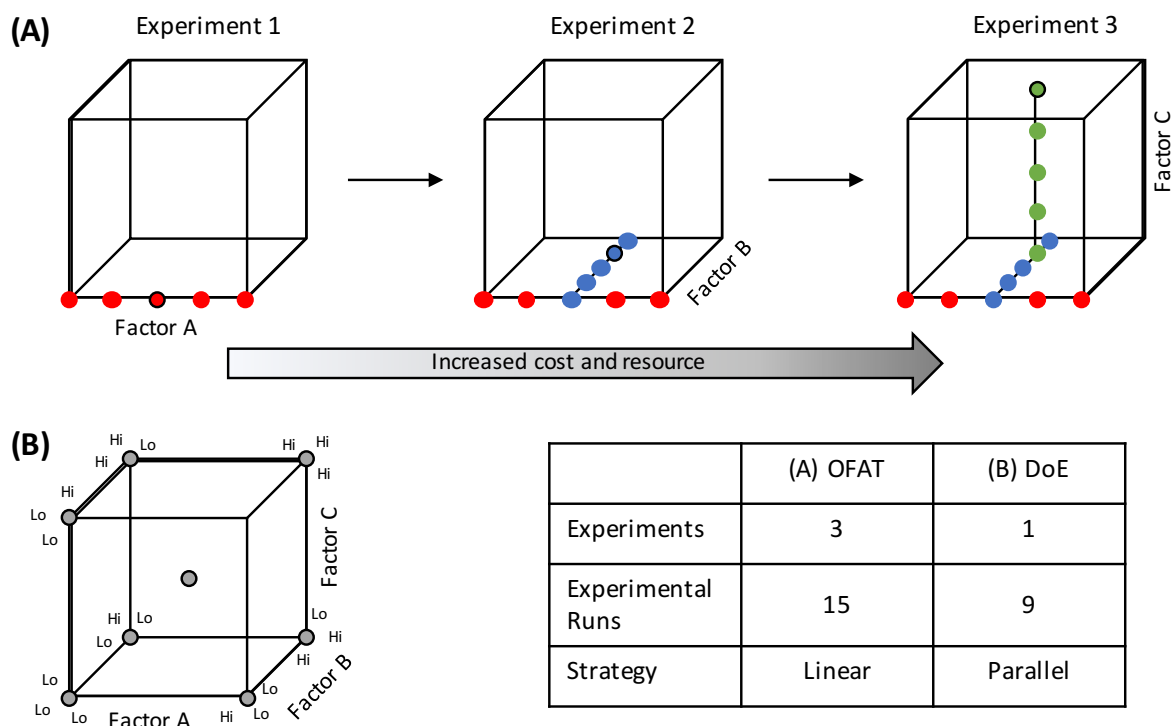 (A)
Experiment 1
Experiment 2
Experiment 3
Factor A
Factor B
Factor C
Increased cost and resource
(B)
Hi
Lo
Hi
Hi
Hi
Hi
Hi
Lo
Lo
Factor C
Hi
Lo
Lo
Lo
Hi
Hi
Lo
Lo
Lo
Lo
Lo
Hi
Factor A
Factor B
(A) OFAT (B) DoE
Experiments 3 1
Experimental
Runs 15 9
Strategy Linear Parallel